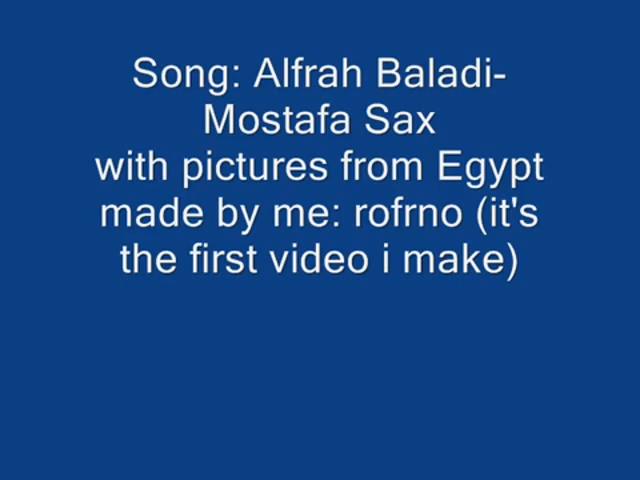 Song: Alfrah Baladi-
Mostafa Sax
with pictures from Egypt
made by me: rofrno (it's
the first video i make)